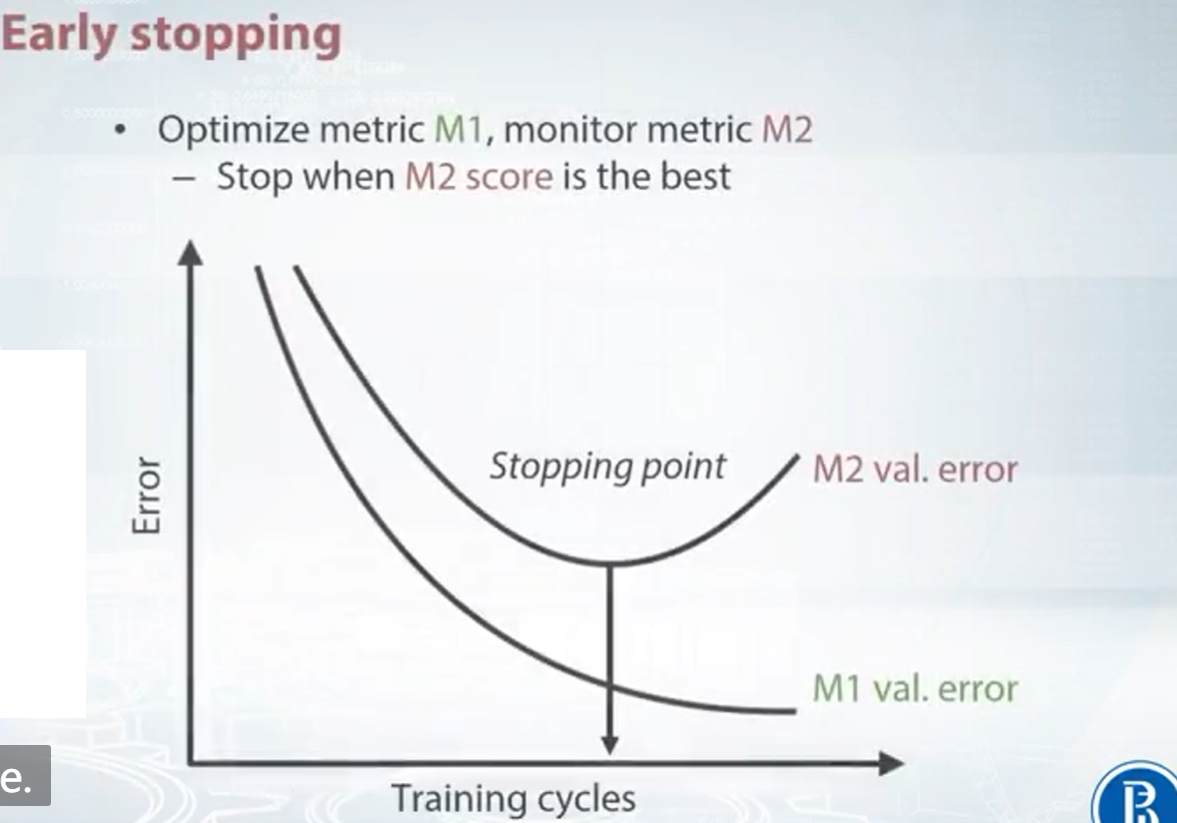 Early stopping
• Optimize metric M1, monitor metric M2
– Stop when M2 score is the best
Error
Stopping point
M2 val. error
M1 val. error
e.
Training cycles